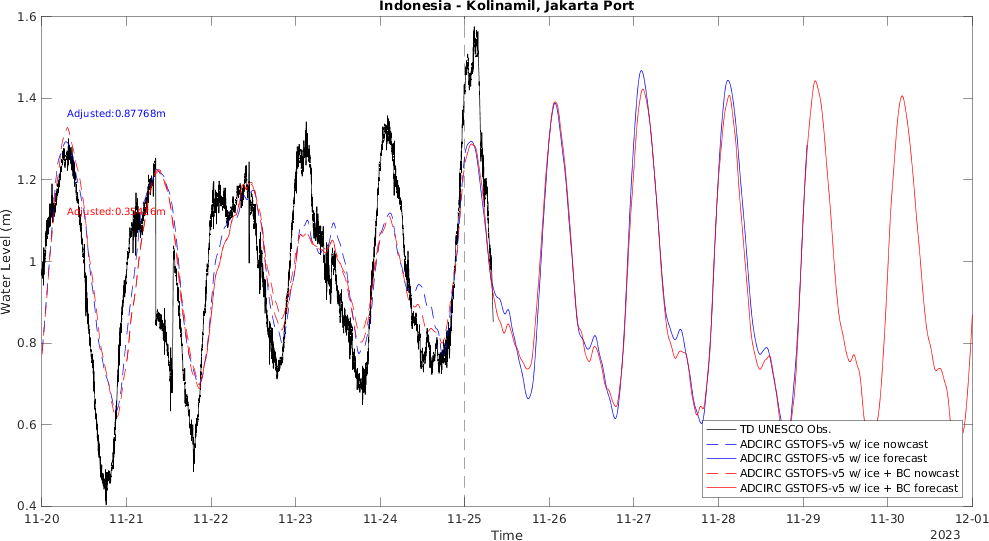 Indonesia - Kolinamil, Jakarta Port
1.6
1.4
1.2
1
0.8
0.6
0.4
Water Level (m)
Adjusted:0.87768m
TD UNESCO Obs.
ADCIRC GSTOFS-v5 w/ ice nowcast
ADCIRC GSTOFS-v5 w/ ice forecast
ADCIRC GSTOFS-v5 w/ ice + BC nowcast
ADCIRC GSTOFS-v5 w/ ice + BC forecast
11-20 11-21 11-22 11-23 11-24 11-25 11-26 11-27 11-28 11-29 11-30 12-01
Time
2023